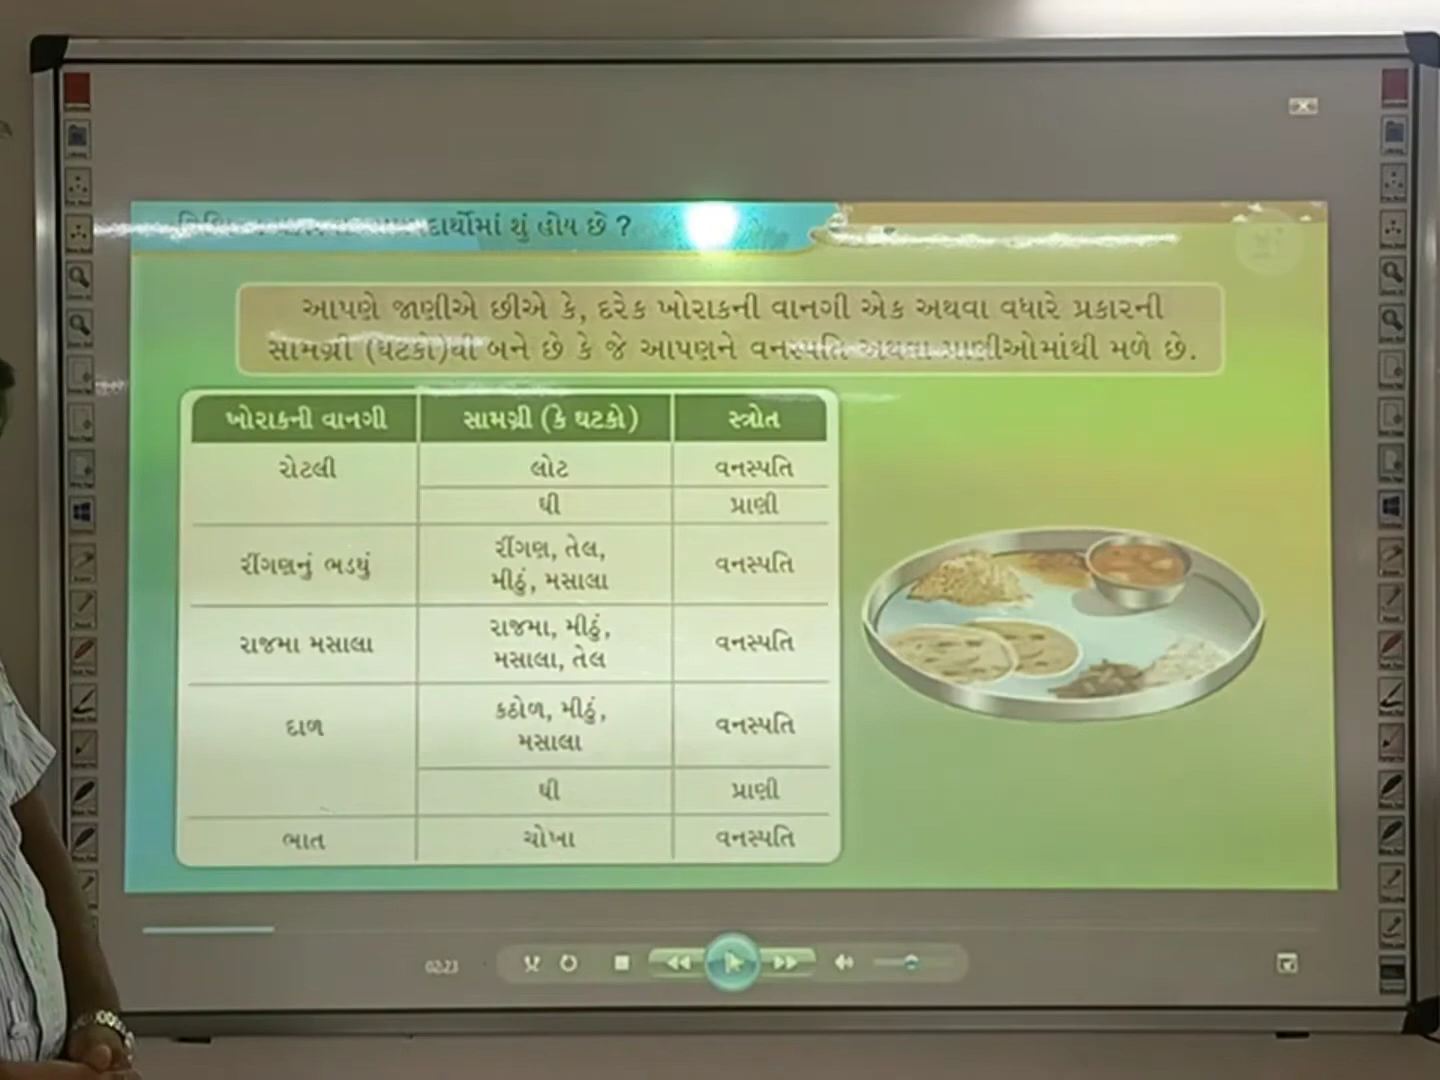 દાર્થોમાં શું હોય છે ?
આપણે જાણીએ છીએ કે, દરેક ખોરાકની વાનગી એક અથવા વધારે પ્રકારની
સામગ્રી (ઘટકો)થી બને છે કે જે આપણને વનસ્પતિ અથવા પ્રાણીઓમાંથી મળે છે.
ખોરાકની વાનગી સામગ્રી (કે ઘટકો) સ્ત્રોત
રોટલી લોટ વનસ્પતિ
ઘી પ્રાણી
રીંગણનું ભડથું રીંગણ, તેલ, મીઠું, મસાલા વનસ્પતિ
રાજમા મસાલા રાજમા, મીઠું, મસાલા, તેલ વનસ્પતિ
દાળ કઠોળ, મીઠું, મસાલા વનસ્પતિ
ઘી પ્રાણી
ભાત ચોખા વનસ્પતિ
02:23